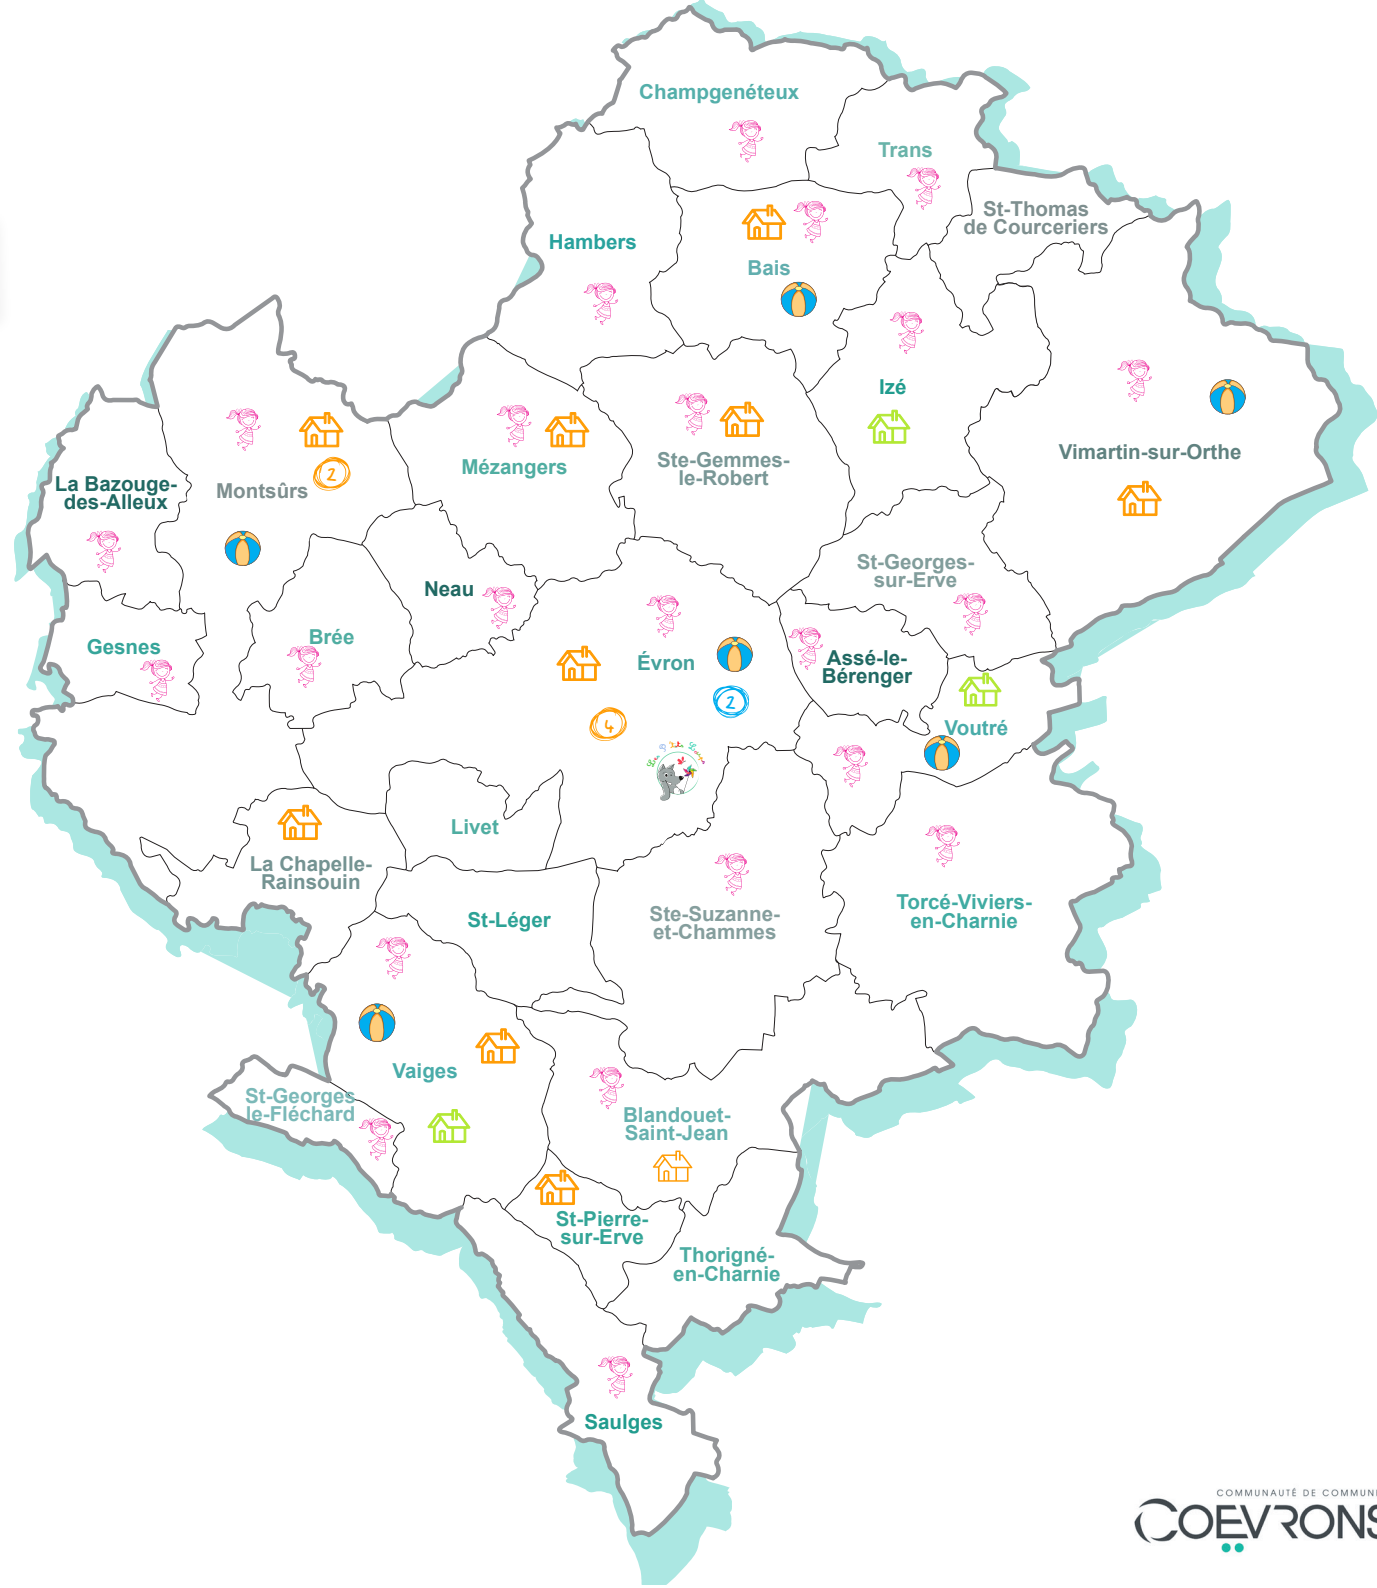 Champgenéteux
Trans
St-Thomas
de Courceriers
Hambers
Bais
Izé
Vimartin-sur-Orthe
Mézangers
Ste-Gemmes-
le-Robert
La Bazouge-
des-Alleux
Montsûrs
2
St-Georges-
sur-Erve
Neau
Gesnes
Brée
Évron
2
4
Assé-le-
Bérenger
Voutré
Livet
La Chapelle-
Rainsouin
St-Léger
Ste-Suzanne-
et-Chammes
Torcé-Viviers-
en-Charnie
Vaiges
St-Georges
le-Fléchard
Blandouet-
Saint-Jean
St-Pierre-
sur-Erve
Thorigné-
en-Charnie
Saulges
COMMUNAUTÉ DE COMMUN
COEVRONS